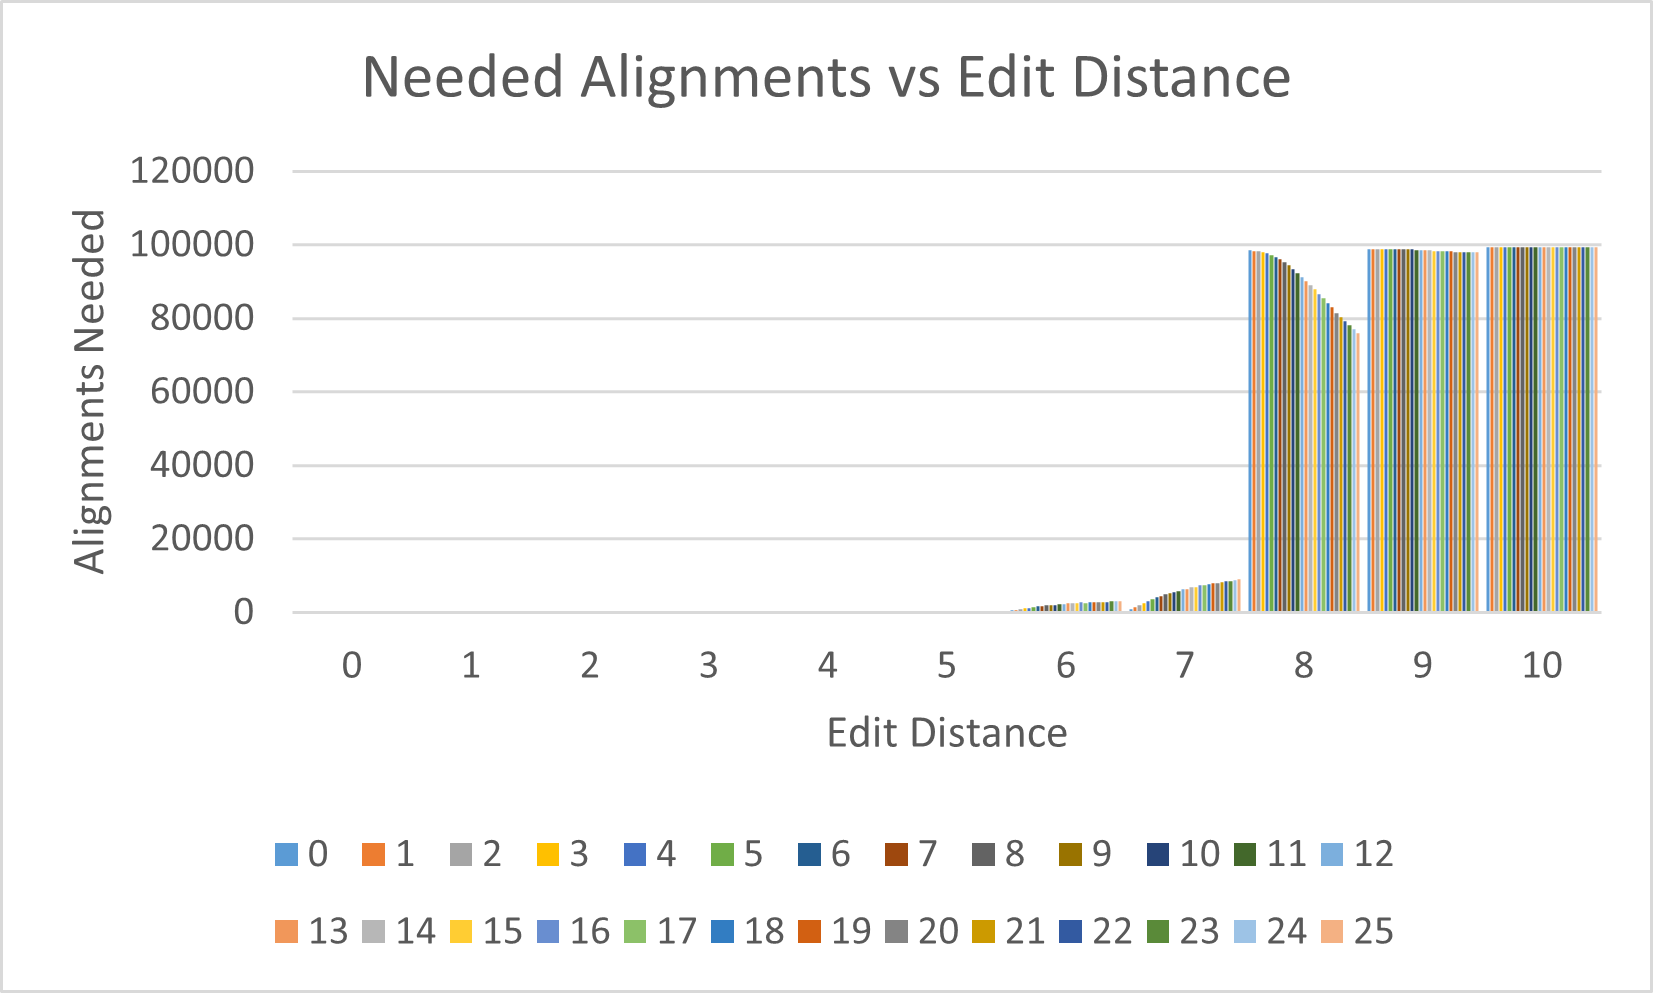 Needed Alignments vs Edit Distance
120000
100000
80000
60000
40000
20000
0
Alignments Needed
0 1 2 3 4 5 6 7 8 9 10
Edit Distance
0 1 2 3 4 5 6 7 8 9 10 11 12
13 14 15 16 17 18 19 20 21 22 23 24 25